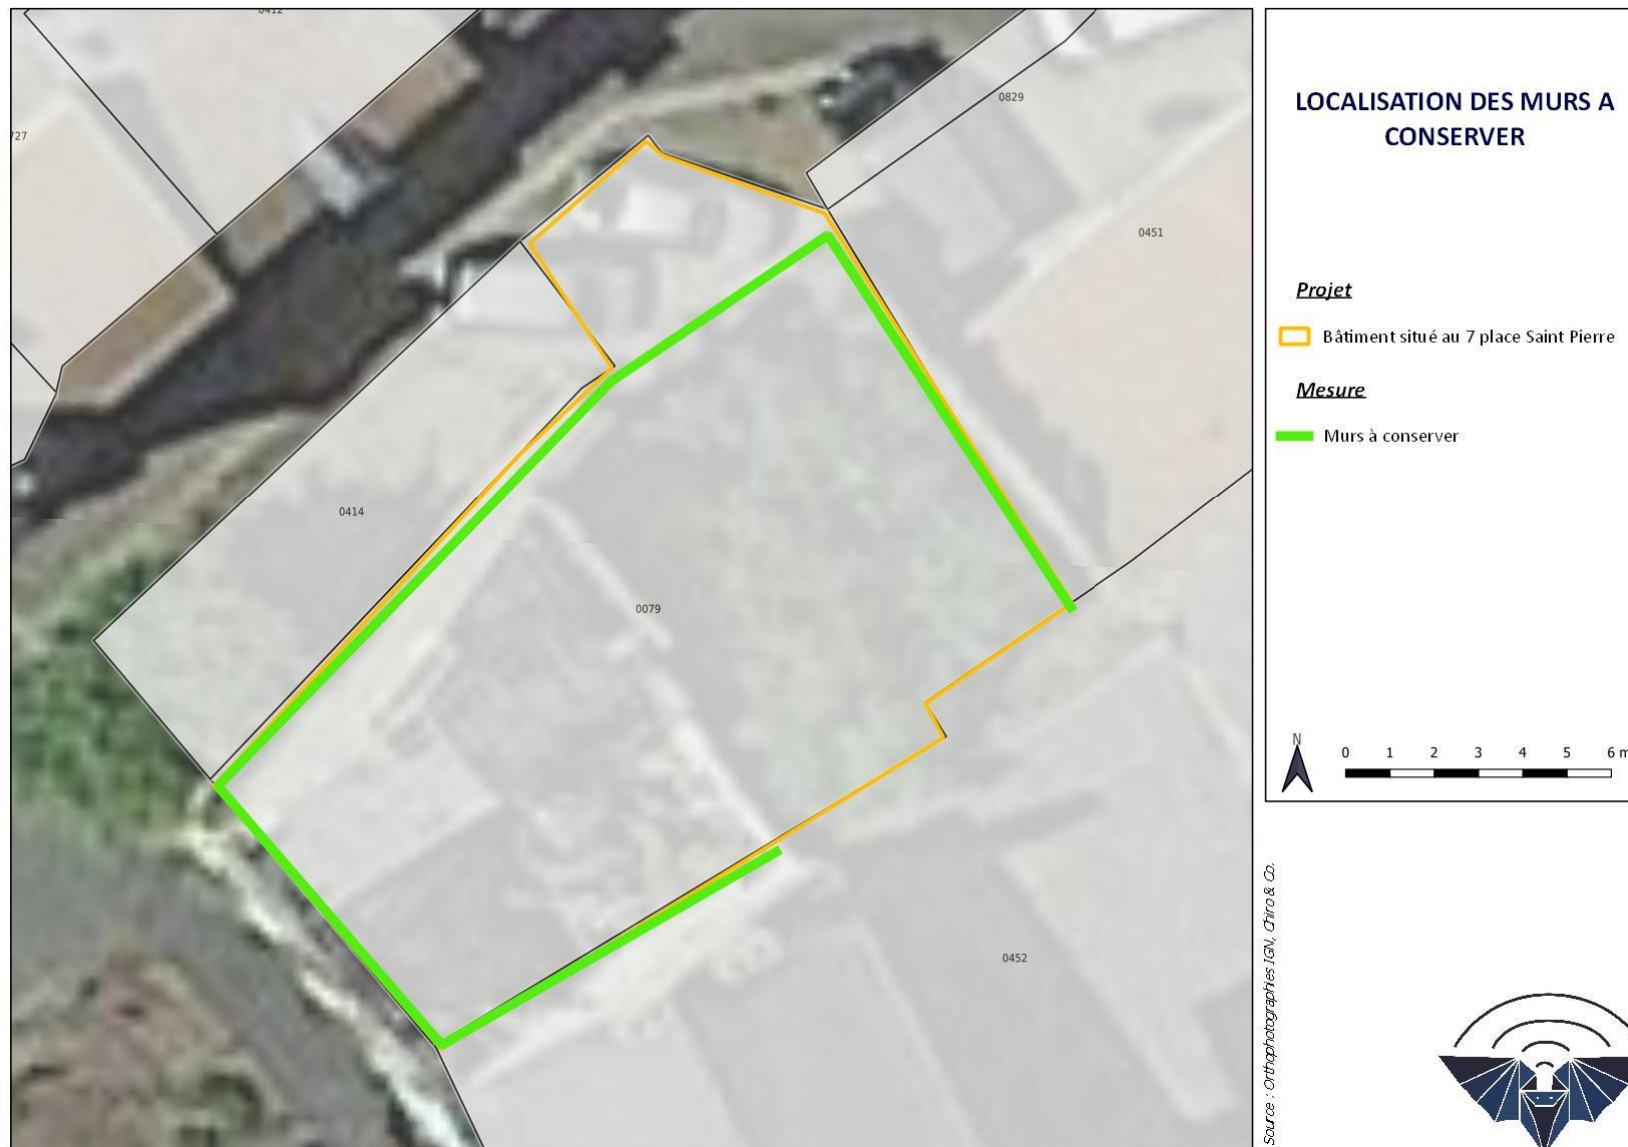 0412
727
0829
0451
0414
0079
0452
LOCALISATION DES MURS A
CONSERVER
Projet
Bâtiment situé au 7 place Saint Pierre
Mesure
Murs à conserver
N
0 1 2 3 4 5 6 m
Source : Orthophotographies IGN, Chiro & Co.